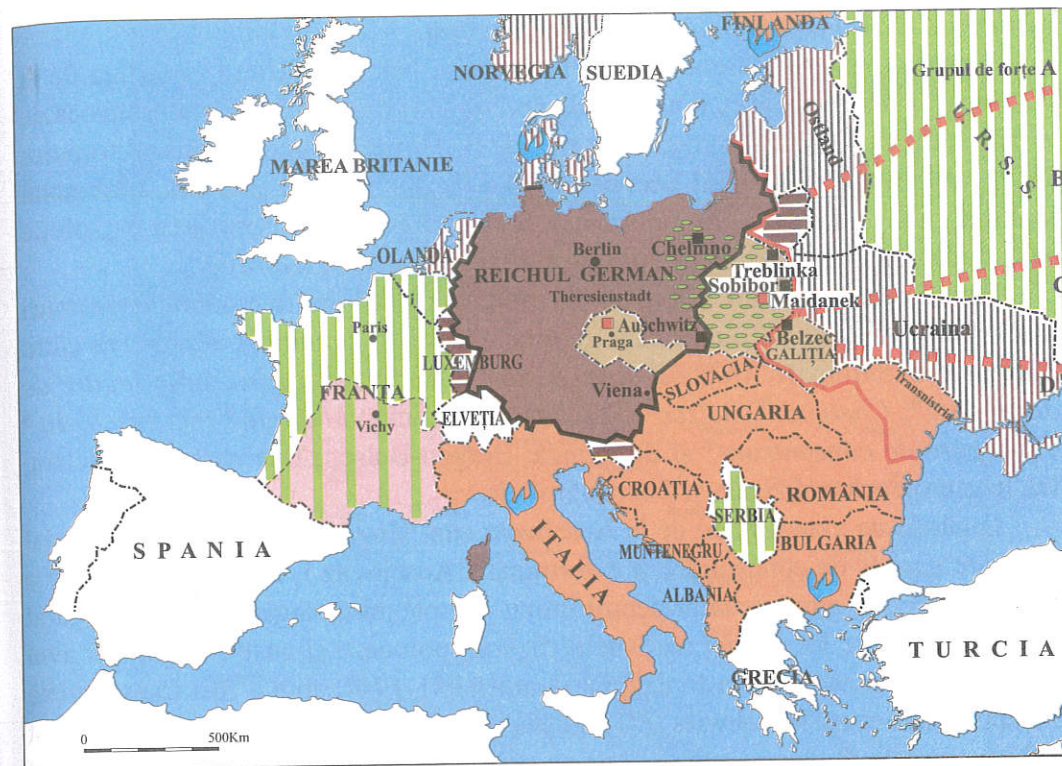 FINLANDA
NORVEGIA
SUEDIA
Grupul de forțe A
Ostland
U. R. S. S.
MAREA BRITANIE
B
OLANDA
Berlin
Chelmno
REICHUL GERMAN
Treblinka
Sobibor
Theresienstadt
Maidanek
C
Paris
Auschwitz
Praga
Belzec
Ucraina
LUXEMBURG
GALIȚIA
FRANȚA
Viena
SLOVACIA
D
Transnistria
Vichy
ELVEȚIA
UNGARIA
CROAȚIA
ROMÂNIA
SERBIA
SPANIA
ITALIA
MUNTENEGRU
BULGARIA
ALBANIA
TURCIA
GRECIA
0 500Km